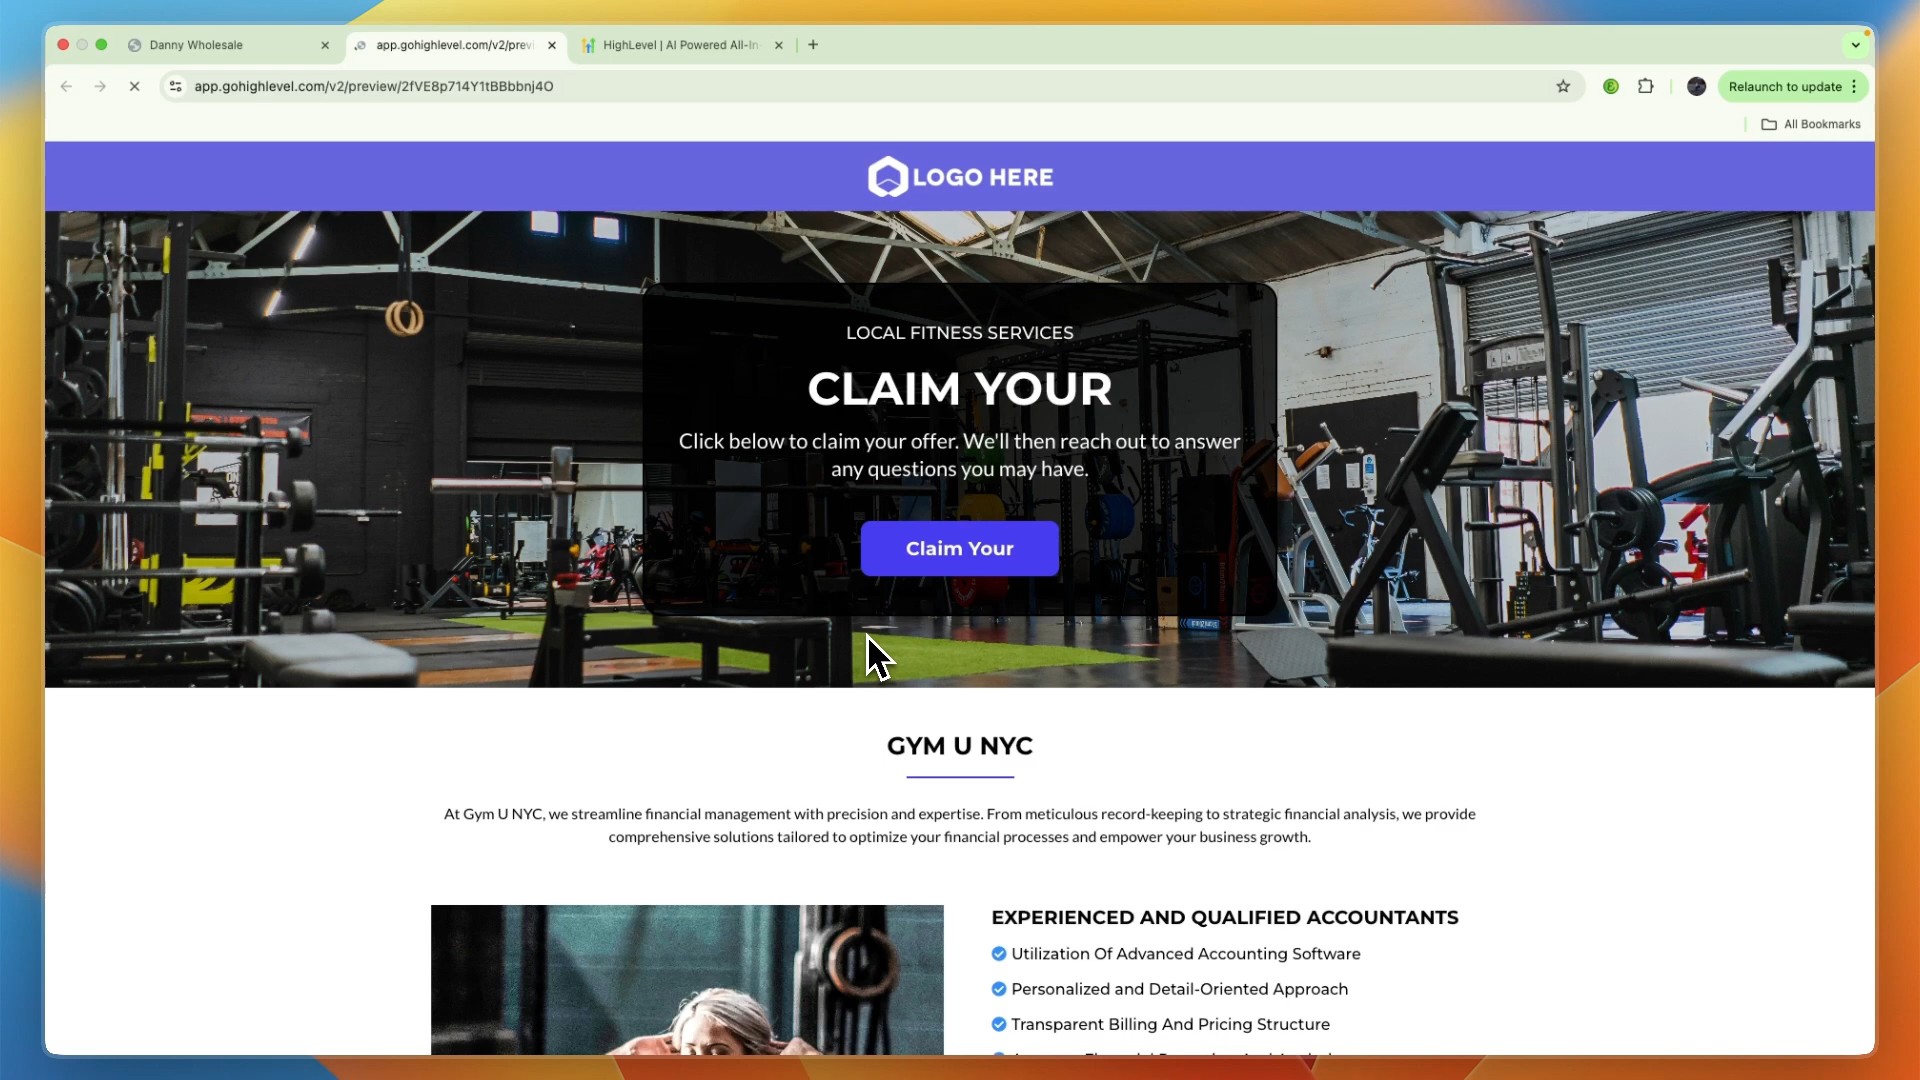 Danny Wholesale
app.gohighlevel.com/v2/previ
HighLevel | AI Powered All-In-
app.gohighlevel.com/v2/preview/2fVE8p714Y1tBBbbnj4O
Relaunch to update
All Bookmarks
LOGO HERE
LOCAL FITNESS SERVICES
CLAIM YOUR
Click below to claim your offer. We'll then reach out to answer
any questions you may have.
Claim Your
GYM U NYC
At Gym U NYC, we streamline financial management with precision and expertise. From meticulous record-keeping to strategic financial analysis, we provide
comprehensive solutions tailored to optimize your financial processes and empower your business growth.
EXPERIENCED AND QUALIFIED ACCOUNTANTS
Utilization Of Advanced Accounting Software
Personalized and Detail-Oriented Approach
Transparent Billing And Pricing Structure